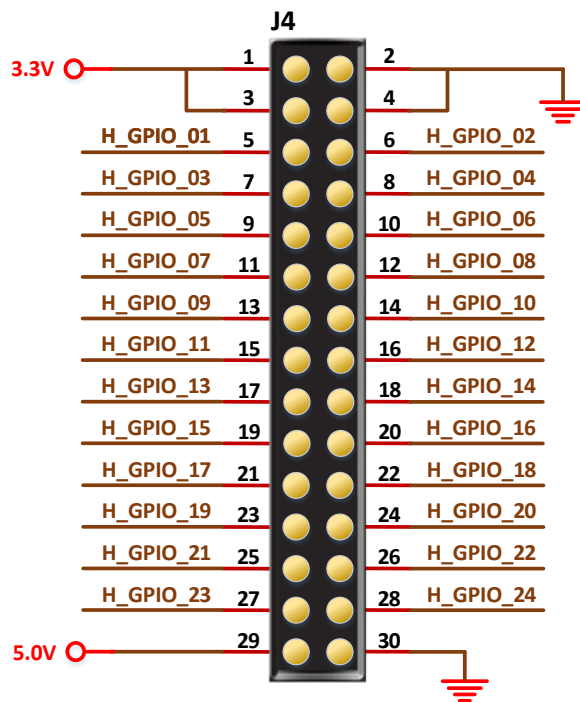 J4
3.3V 1 2
3 4
H_GPIO_01 5 6 H_GPIO_02
H_GPIO_03 7 8 H_GPIO_04
H_GPIO_05 9 10 H_GPIO_06
H_GPIO_07 11 12 H_GPIO_08
H_GPIO_09 13 14 H_GPIO_10
H_GPIO_11 15 16 H_GPIO_12
H_GPIO_13 17 18 H_GPIO_14
H_GPIO_15 19 20 H_GPIO_16
H_GPIO_17 21 22 H_GPIO_18
H_GPIO_19 23 24 H_GPIO_20
H_GPIO_21 25 26 H_GPIO_22
H_GPIO_23 27 28 H_GPIO_24
5.0V 29 30